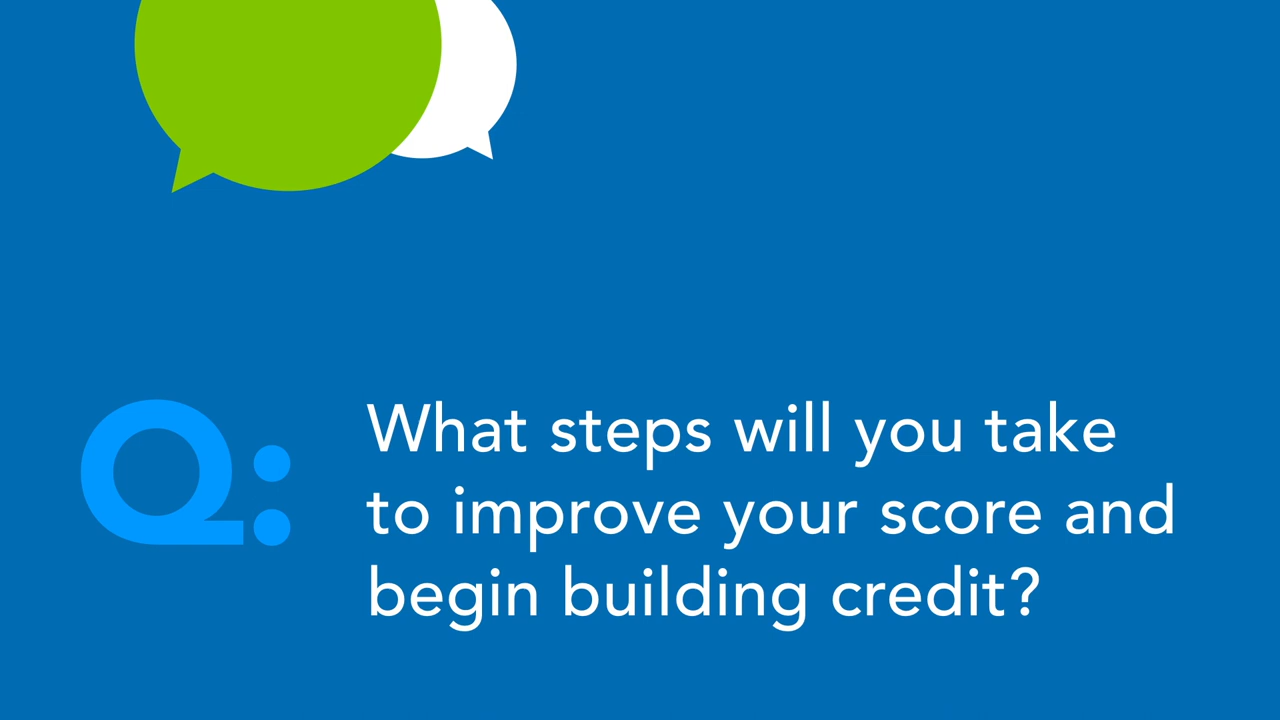 Q: What steps will you take
to improve your score and
begin building credit?